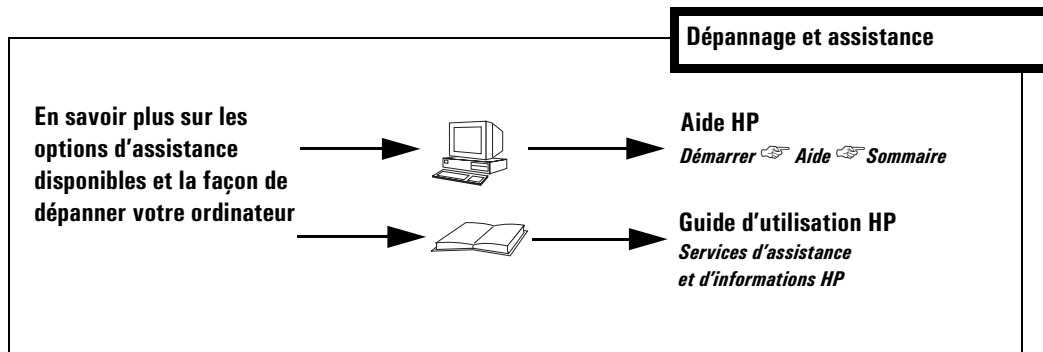 Dépannage et assistance
En savoir plus sur les
options d'assistance
disponibles et la façon de
dépanner votre ordinateur
Aide HP
Démarrer ☞ Aide ☞ Sommaire
Guide d'utilisation HP
Services d'assistance
et d'informations HP